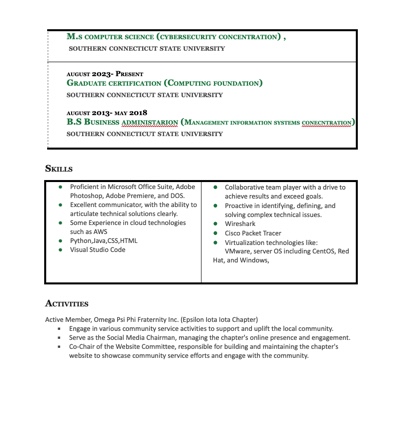 M.S COMPUTER SCIENCE (CYBERSECURITY CONCENTRATION) ,
SOUTHERN CONNECTICUT STATE UNIVERSITY
AUGUST 2023- PRESENT
GRADUATE CERTIFICATION (COMPUTING FOUNDATION)
SOUTHERN CONNECTICUT STATE UNIVERSITY
AUGUST 2013- MAY 2018
B.S BUSINESS ADMINISTARION (MANAGEMENT INFORMATION SYSTEMS CONECNTRATION)
SOUTHERN CONNECTICUT STATE UNIVERSITY
SKILLS
• Proficient in Microsoft Office Suite, Adobe
Photoshop, Adobe Premiere, and DOS.
• Excellent communicator, with the ability to
articulate technical solutions clearly.
• Some Experience in cloud technologies
such as AWS
• Python,Java,CSS,HTML
• Visual Studio Code
• Collaborative team player with a drive to
achieve results and exceed goals.
• Proactive in identifying, defining, and
solving complex technical issues.
• Wireshark
• Cisco Packet Tracer
• Virtualization technologies like:
VMware, server OS including CentOS, Red
Hat, and Windows,
ACTIVITIES
Active Member, Omega Psi Phi Fraternity Inc. (Epsilon Iota Iota Chapter)
• Engage in various community service activities to support and uplift the local community.
• Serve as the Social Media Chairman, managing the chapter's online presence and engagement.
• Co-Chair of the Website Committee, responsible for building and maintaining the chapter's
website to showcase community service efforts and engage with the community.